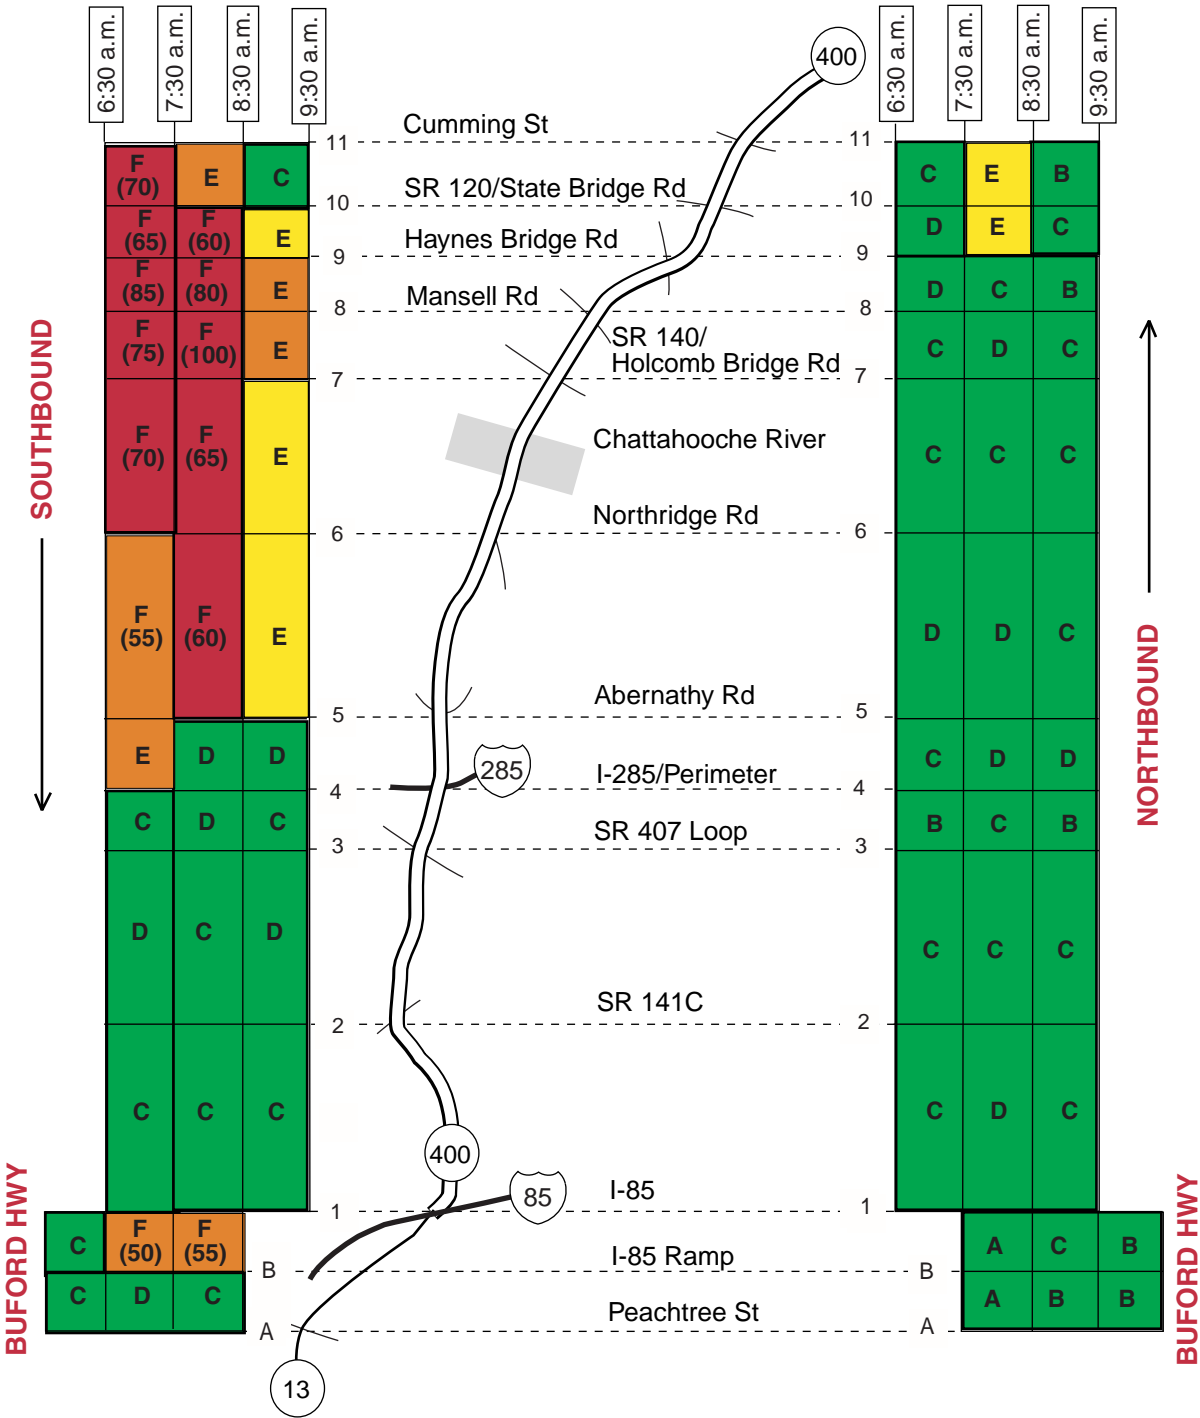 6:30 a.m. 7:30 a.m. 8:30 a.m. 9:30 a.m. 400 6:30 a.m. 7:30 a.m. 8:30 a.m. 9:30 a.m.
Cumming St
11 11
F (70) E C C E B
SR 120/State Bridge Rd
10 10
F (65) F (60) E D E C
Haynes Bridge Rd
9 9
F (85) F (80) E D C B
Mansell Rd
8 8
F (75) F (100) E C D C
SR 140/
Holcomb Bridge Rd
7 7
F (70) F (65) E C C C
Chattahooche River
Northridge Rd
6 6
F (55) F (60) E D D C
Abernathy Rd
5 5
E D D C D D
285
I-285/Perimeter
4 4
C D C B C B
SR 407 Loop
3 3
D C D C C C
SR 141C
2 2
C C C C D C
400
85
I-85
1 1
C F (50) F (55) A C B
I-85 Ramp
B B
C D C A B B
Peachtree St
A A
13
SOUTHBOUND
NORTHBOUND
BUFORD HWY
BUFORD HWY